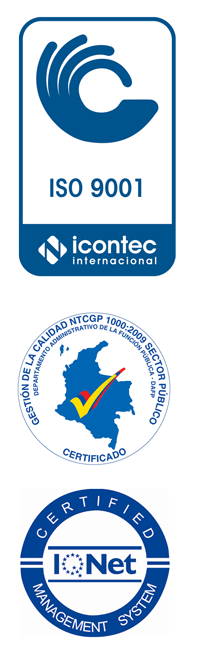 ISO 9001
icontec
internacional
GESTIÓN DE LA CALIDAD NTCGP 1000:2009 SECTOR PÚBLICO
DEPARTAMENTO ADMINISTRATIVO DE LA FUNCIÓN PÚBLICA - DAFP
CERTIFICADO
CERTIFIED
IQNet
MANAGEMENT SYSTEM